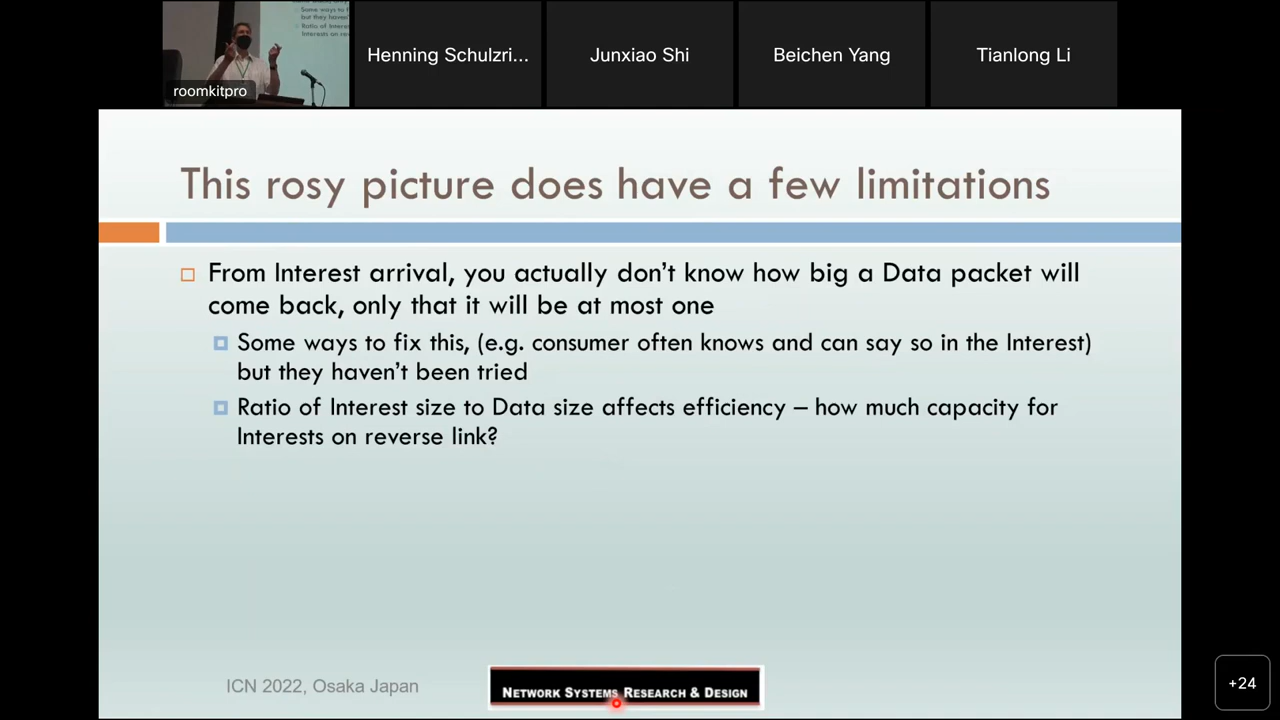 roomkitpro
Henning Schulzri...
Junxiao Shi
Beichen Yang
Tianlong Li
This rosy picture does have a few limitations
From Interest arrival, you actually don't know how big a Data packet will
come back, only that it will be at most one
Some ways to fix this, (e.g. consumer often knows and can say so in the Interest)
but they haven't been tried
Ratio of Interest size to Data size affects efficiency – how much capacity for
Interests on reverse link?
ICN 2022, Osaka Japan
NETWORK SYSTEMS RESEARCH & DESIGN
+24